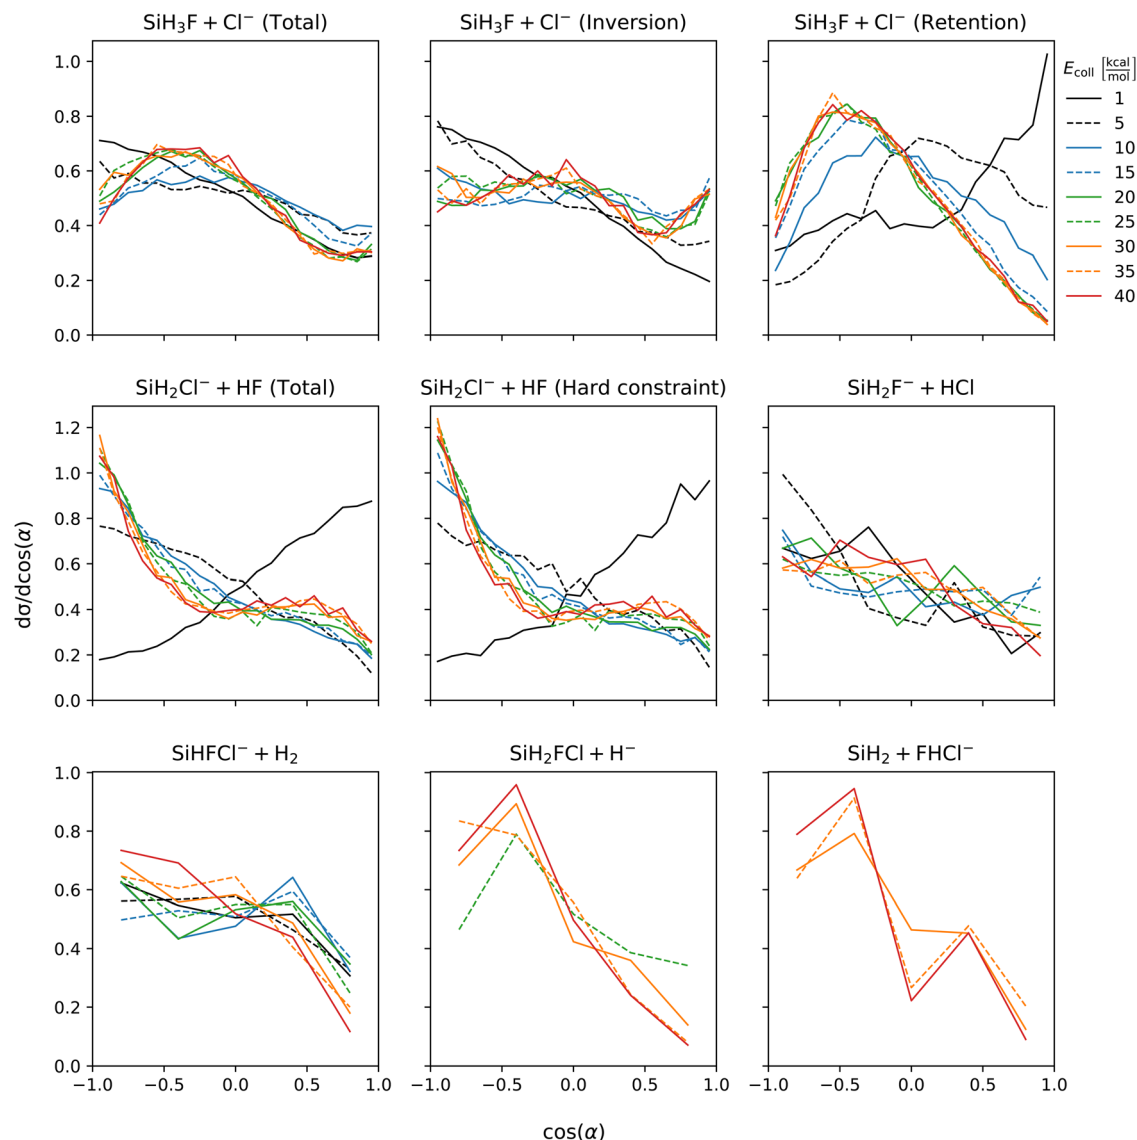 SiH₃F + Cl⁻ (Total)
SiH₃F + Cl⁻ (Inversion)
SiH₃F + Cl⁻ (Retention)
1.0
0.8
0.6
0.4
0.2
0.0
E_coll [kcal/mol]
1
5
10
15
20
25
30
35
40
SiH₂Cl⁻ + HF (Total)
SiH₂Cl⁻ + HF (Hard constraint)
SiH₂F⁻ + HCl
1.2
1.0
0.8
0.6
0.4
0.2
0.0
dσ/dcos(α)
SiHFCl⁻ + H₂
SiH₂FCl + H⁻
SiH₂ + FHCl⁻
1.0
0.8
0.6
0.4
0.2
0.0
−1.0 −0.5 0.0 0.5 1.0
−1.0 −0.5 0.0 0.5 1.0
−1.0 −0.5 0.0 0.5 1.0
cos(α)